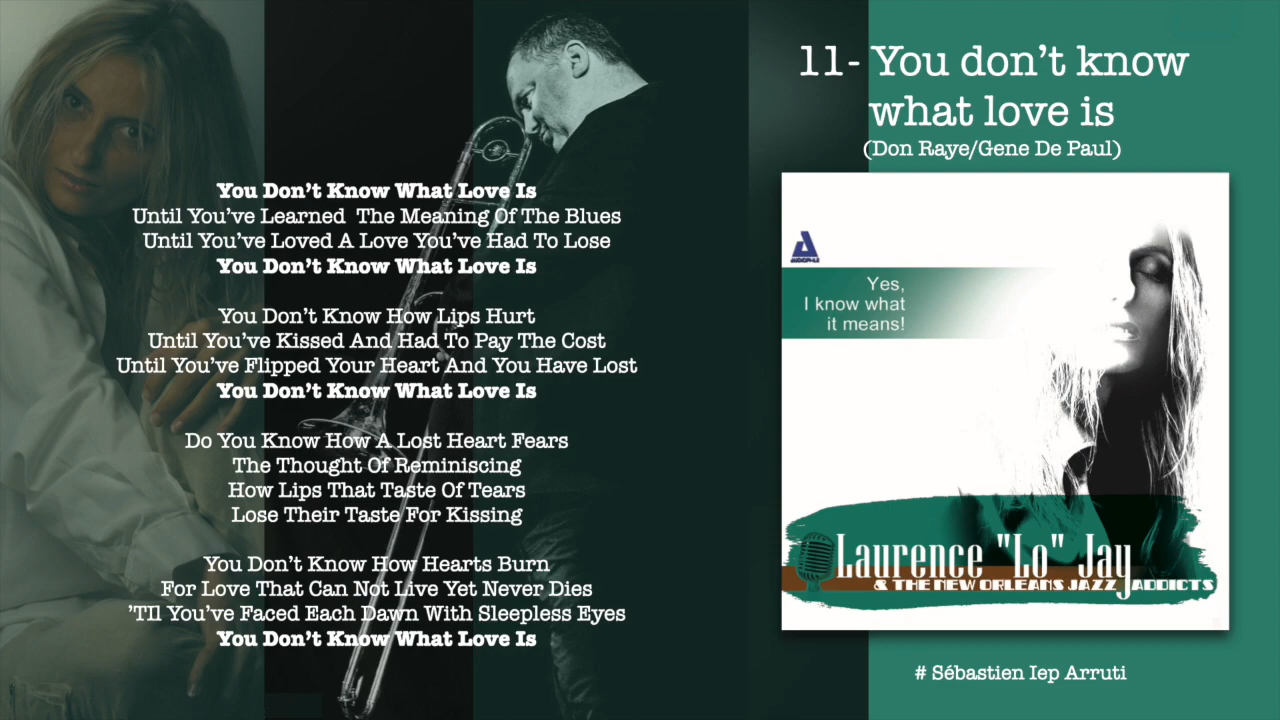 11- You don't know
what love is
(Don Raye/Gene De Paul)
You Don't Know What Love Is
Until You've Learned The Meaning Of The Blues
Until You've Loved A Love You've Had To Lose
You Don't Know What Love Is
You Don't Know How Lips Hurt
Until You've Kissed And Had To Pay The Cost
Until You've Flipped Your Heart And You Have Lost
You Don't Know What Love Is
Do You Know How A Lost Heart Fears
The Thought Of Reminiscing
How Lips That Taste Of Tears
Lose Their Taste For Kissing
You Don't Know How Hearts Burn
For Love That Can Not Live Yet Never Dies
'Til You've Faced Each Dawn With Sleepless Eyes
You Don't Know What Love Is
AUDIOPHILE
Yes,
I know what
it means!
Laurence "Lo" Jay
& THE NEW ORLEANS JAZZ ADDICTS
# Sébastien Iep Arruti